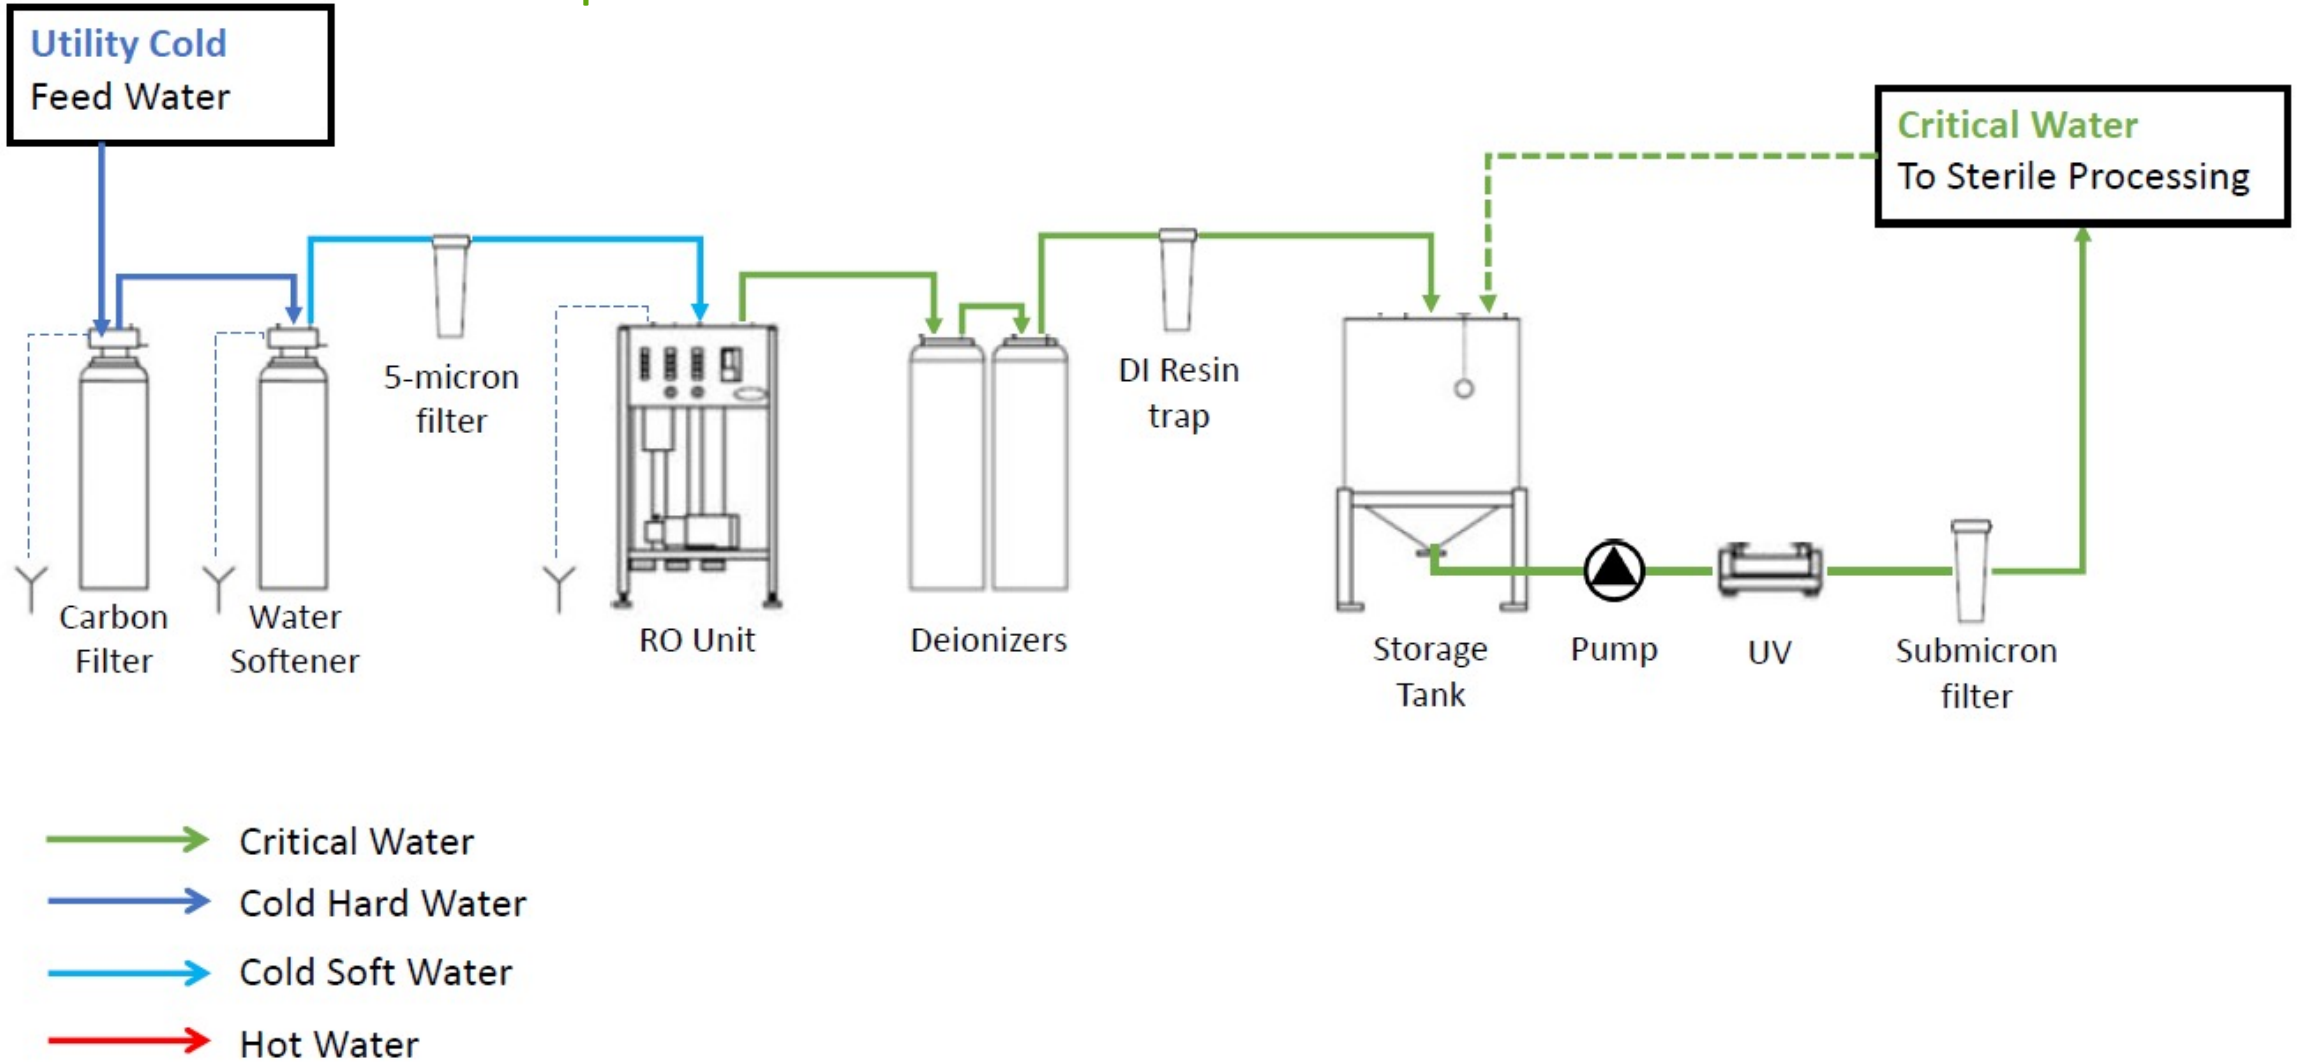 Utility Cold
Feed Water
Critical Water
To Sterile Processing
5-micron
filter
DI Resin
trap
Carbon
Filter
Water
Softener
RO Unit
Deionizers
Storage
Tank
Pump
UV
Submicron
filter
Critical Water
Cold Hard Water
Cold Soft Water
Hot Water